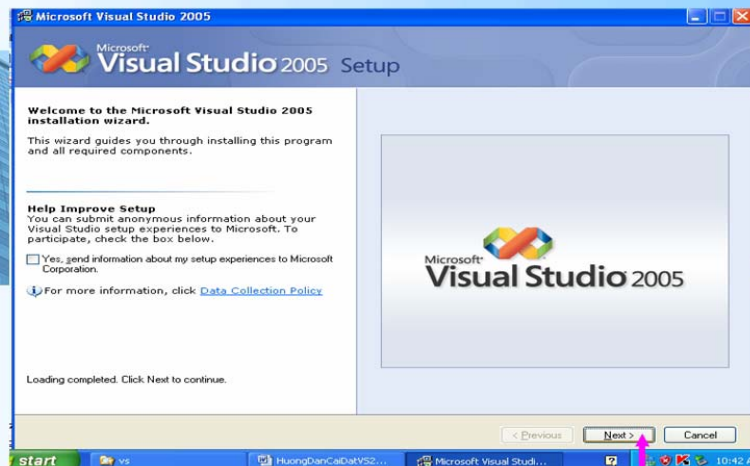 Microsoft Visual Studio 2005
Microsoft
Visual Studio 2005 Setup
Welcome to the Microsoft Visual Studio 2005
installation wizard.
This wizard guides you through installing this program
and all required components.
Help Improve Setup
You can submit anonymous information about your
Visual Studio setup experiences to Microsoft. To
participate, check the box below.
Yes, send information about my setup experiences to Microsoft
Corporation.
For more information, click Data Collection Policy
Loading completed. Click Next to continue.
Microsoft
Visual Studio 2005
< Previous
Next >
Cancel
start
vs
HuongDanCaiDatVS2...
Microsoft Visual Studi...
10:42